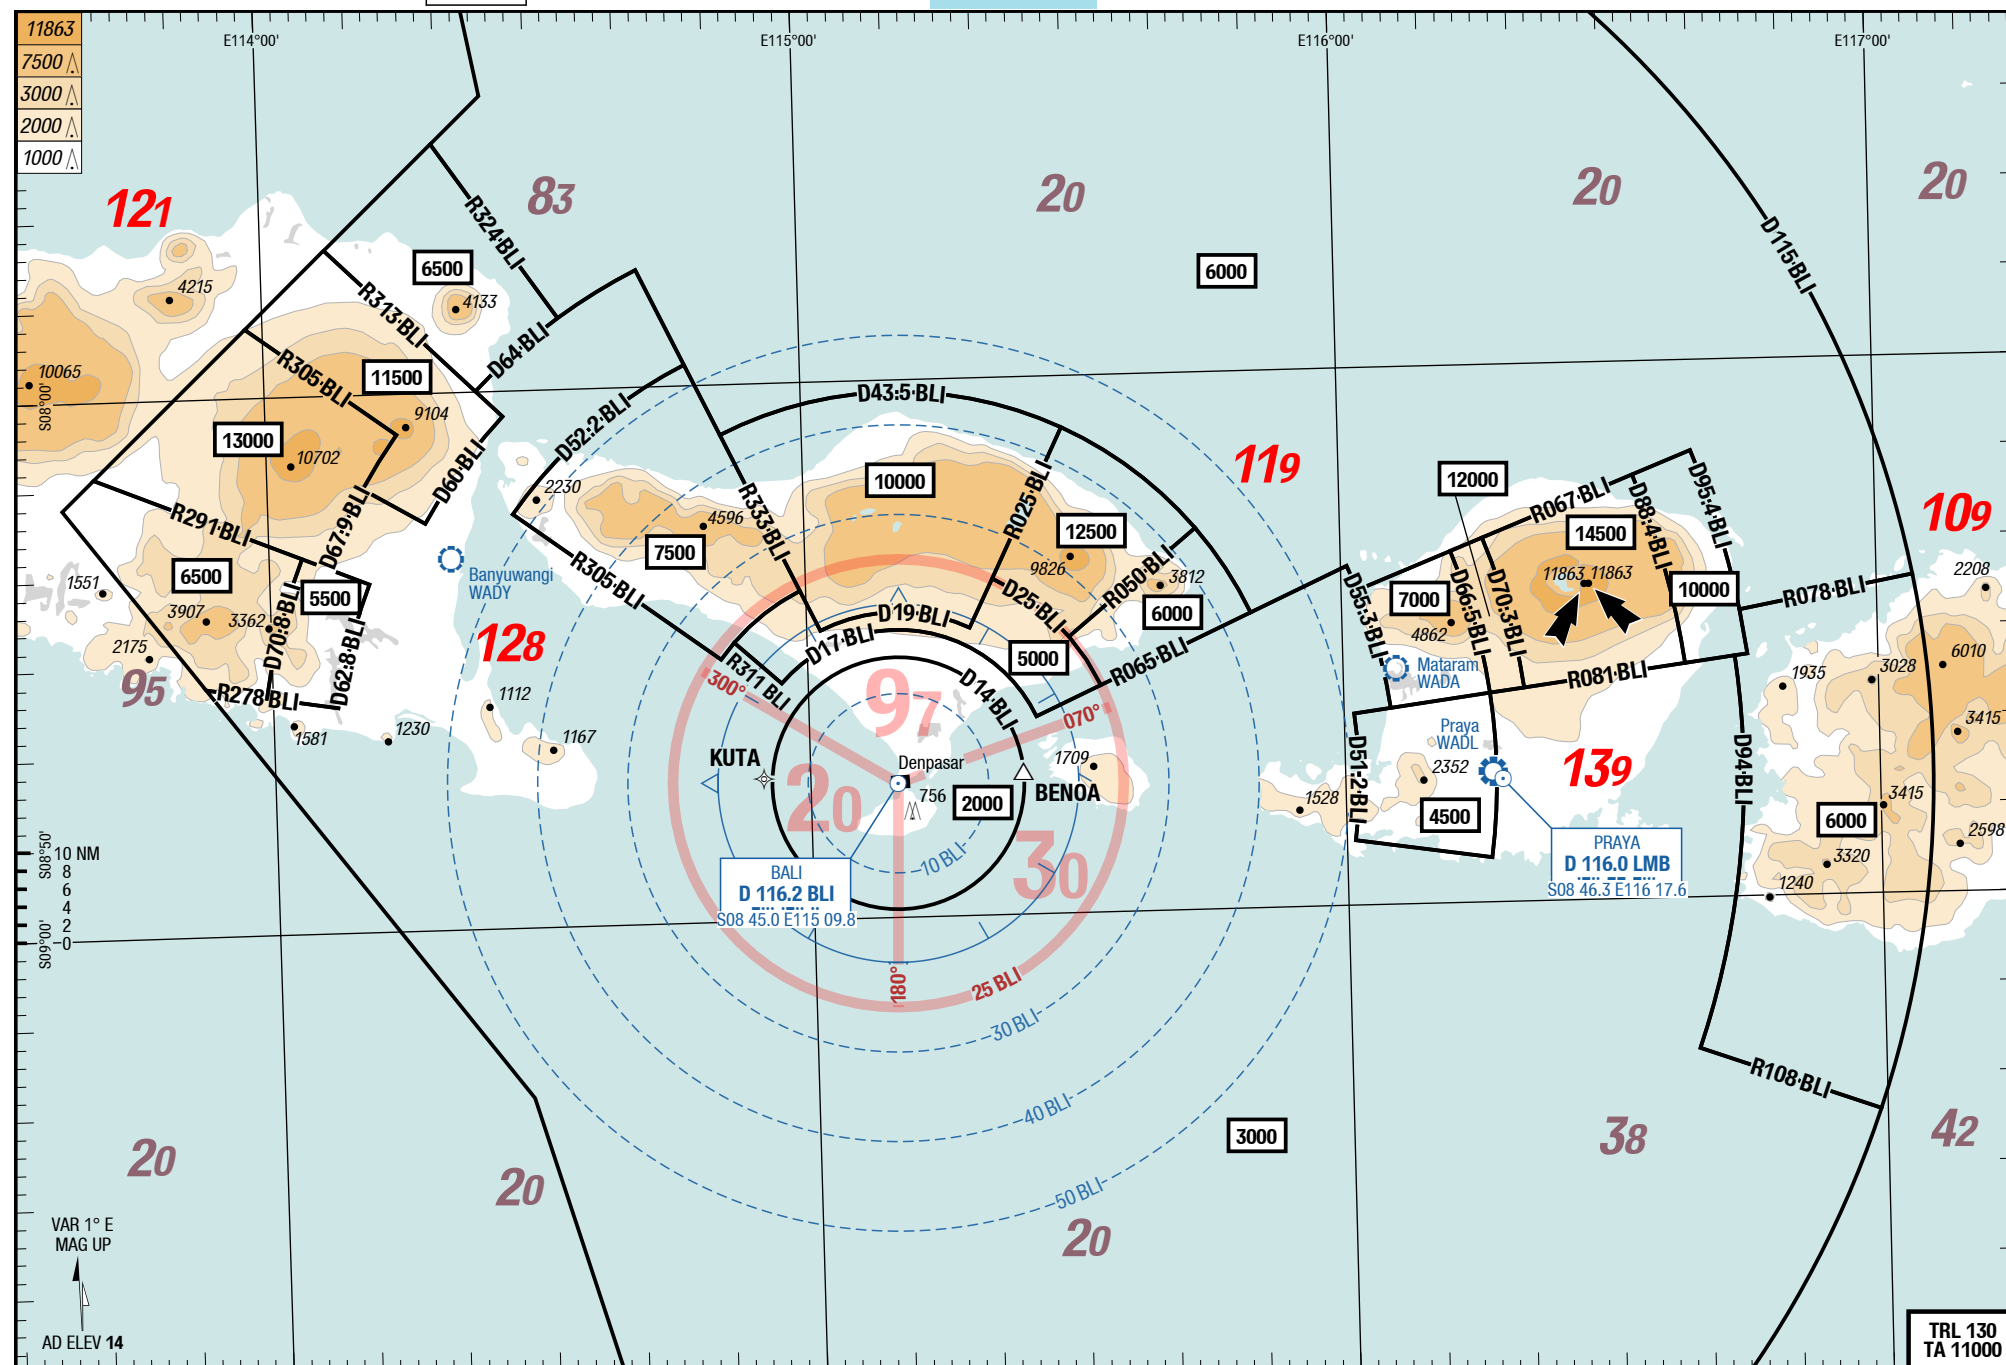 11863
7500
3000
2000
1000
E114°00'
E115°00'
E116°00'
E117°00'
121
83
20
20
20
R324·BLI
D115·BLI
6500
6000
4215
4133
R313·BLI
D64·BLI
R305·BLI
11500
10065
S08°00'
D43:5·BLI
9104
D52:2·BLI
13000
10702
D60·BLI
119
R025·BLI
10000
12000
R067·BLI
D95:4·BLI
2230
R333·BLI
D88:4·BLI
R291·BLI
D67:9·BLI
4596
12500
14500
109
7500
9826
R050·BLI
Banyuwangi
WADY
6500
1551
5500
R305·BLI
D25·BLI
3812
6000
D55:3·BLI
7000
D66:5·BLI
D70:3·BLI
11863
11863
10000
R078·BLI
2208
3907
3362
D70:8·BLI
D62:8·BLI
D19·BLI
D17·BLI
4862
2175
128
5000
R065·BLI
6010
95
R278·BLI
R311 BLI
300°
97
D14·BLI
070°
Mataram
WADA
R081·BLI
1935
3028
1112
1581
1230
1167
Praya
WADL
3415
KUTA
Denpasar
1709
BENOA
756
2000
D51:2·BLI
2352
139
D94·BLI
20
1528
4500
3415
6000
2598
S08°50'
10 NM
8
6
4
2
0
S09°00'
10 BLI
30
BALI
D 116.2 BLI
S08 45.0 E115 09.8
PRAYA
D 116.0 LMB
S08 46.3 E116 17.6
3320
1240
180°
25 BLI
30 BLI
40 BLI
50 BLI
R108·BLI
3000
20
20
20
38
42
VAR 1° E
MAG UP
AD ELEV 14
TRL 130
TA 11000